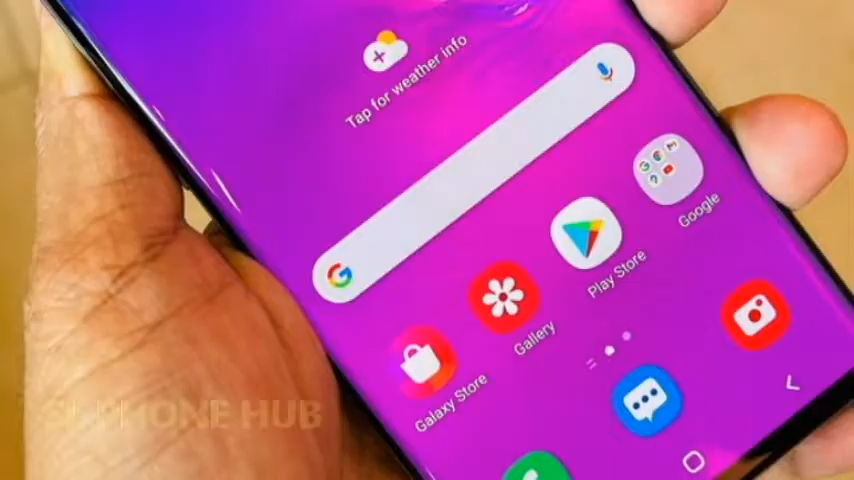 Tap for weather info
Google
Play Store
Gallery
Galaxy Store
PHONE HUB